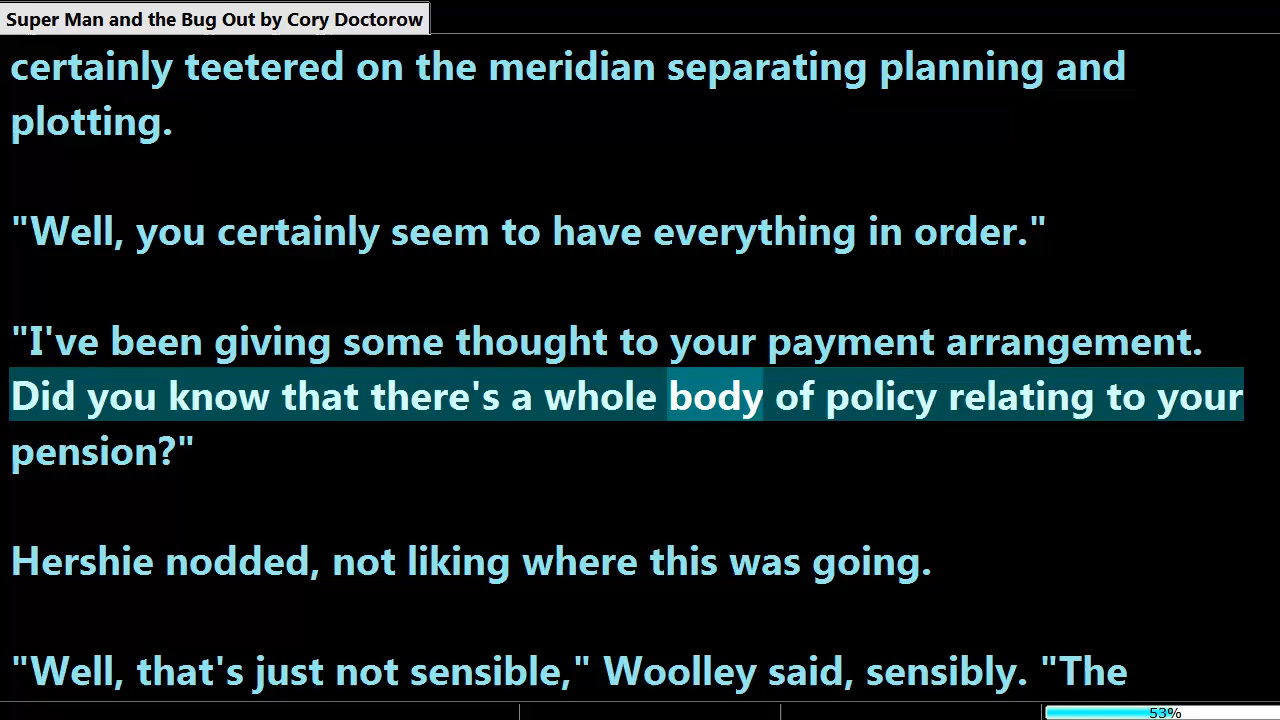 Super Man and the Bug Out by Cory Doctorow
certainly teetered on the meridian separating planning and
plotting.
"Well, you certainly seem to have everything in order."
"I've been giving some thought to your payment arrangement.
Did you know that there's a whole body of policy relating to your
pension?"
Hershie nodded, not liking where this was going.
"Well, that's just not sensible," Woolley said, sensibly. "The
53%